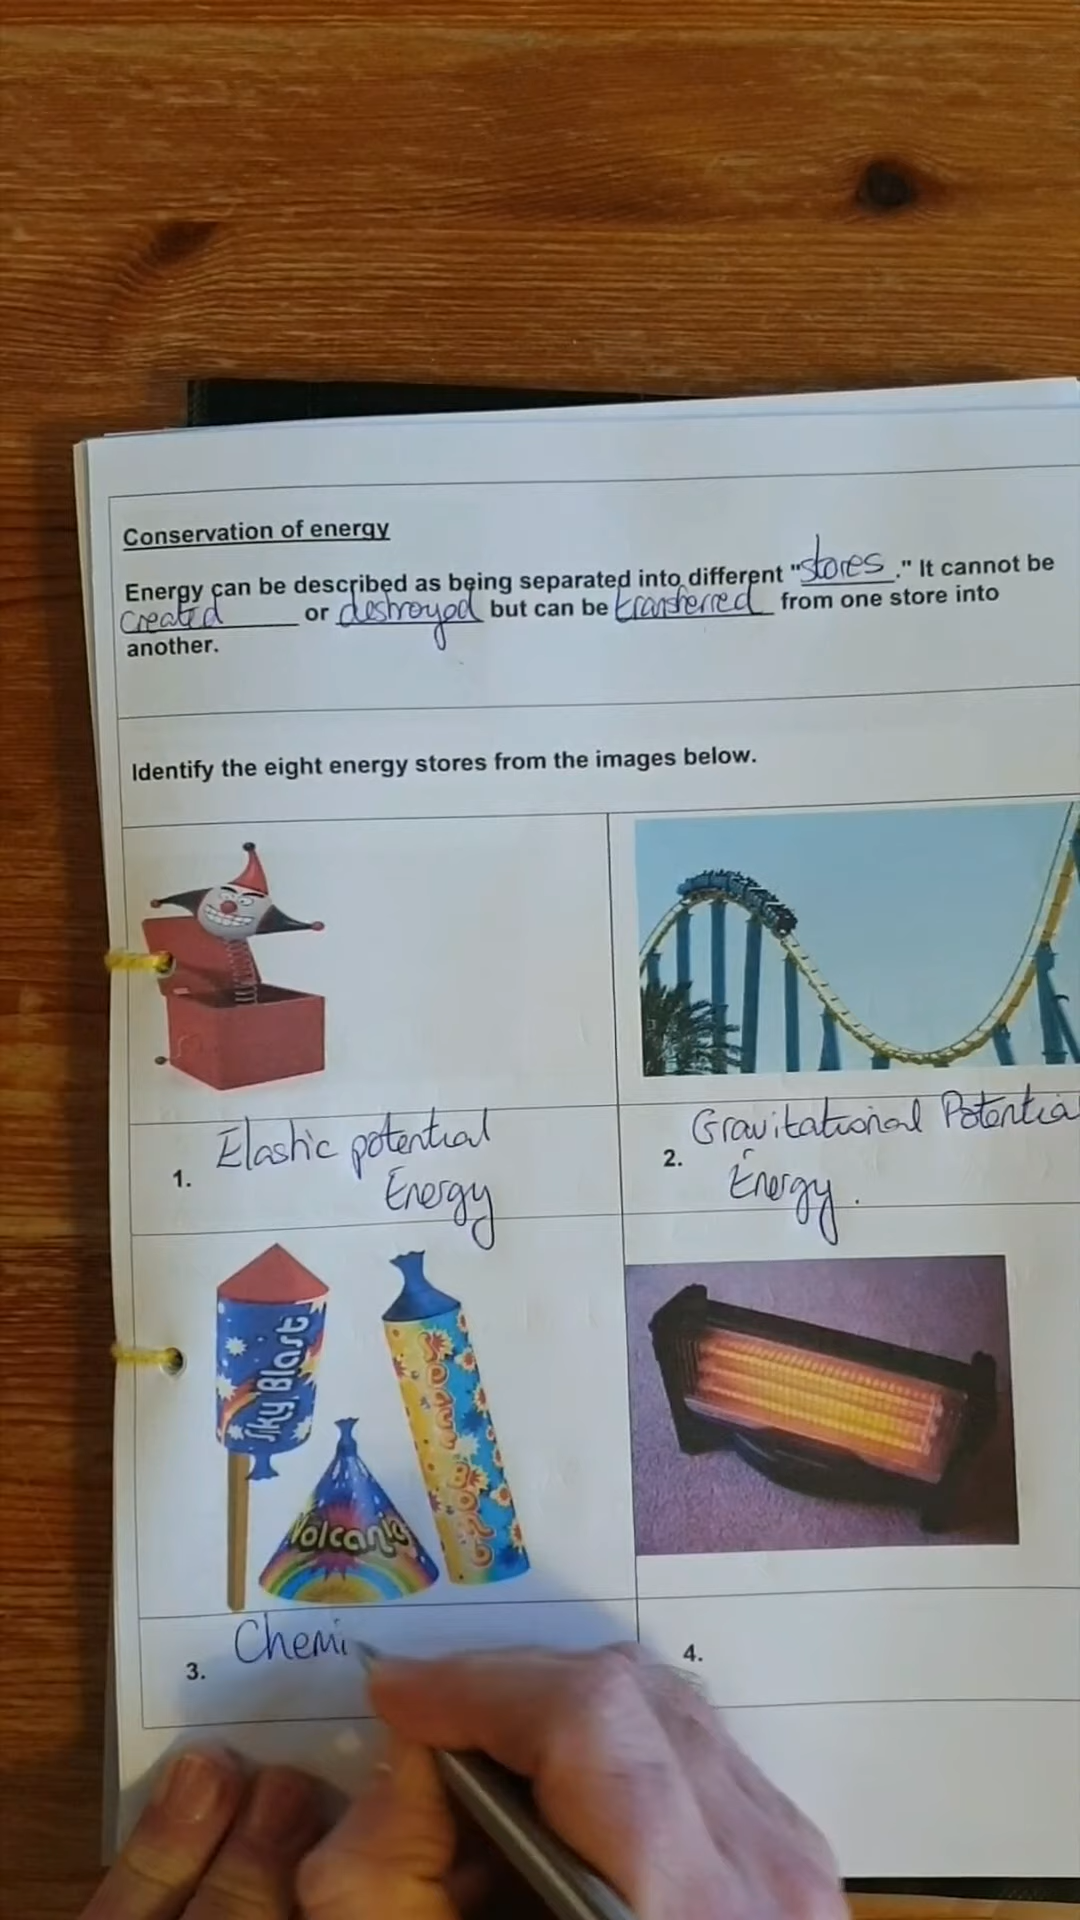 Conservation of energy
Energy can be described as being separated into different "stores." It cannot be
created or destroyed but can be transferred from one store into
another.
Identify the eight energy stores from the images below.
1. Elastic potential
Energy
2. Gravitational Potential
Energy.
Sky Blast
Volcanic
3. Chemi
4.